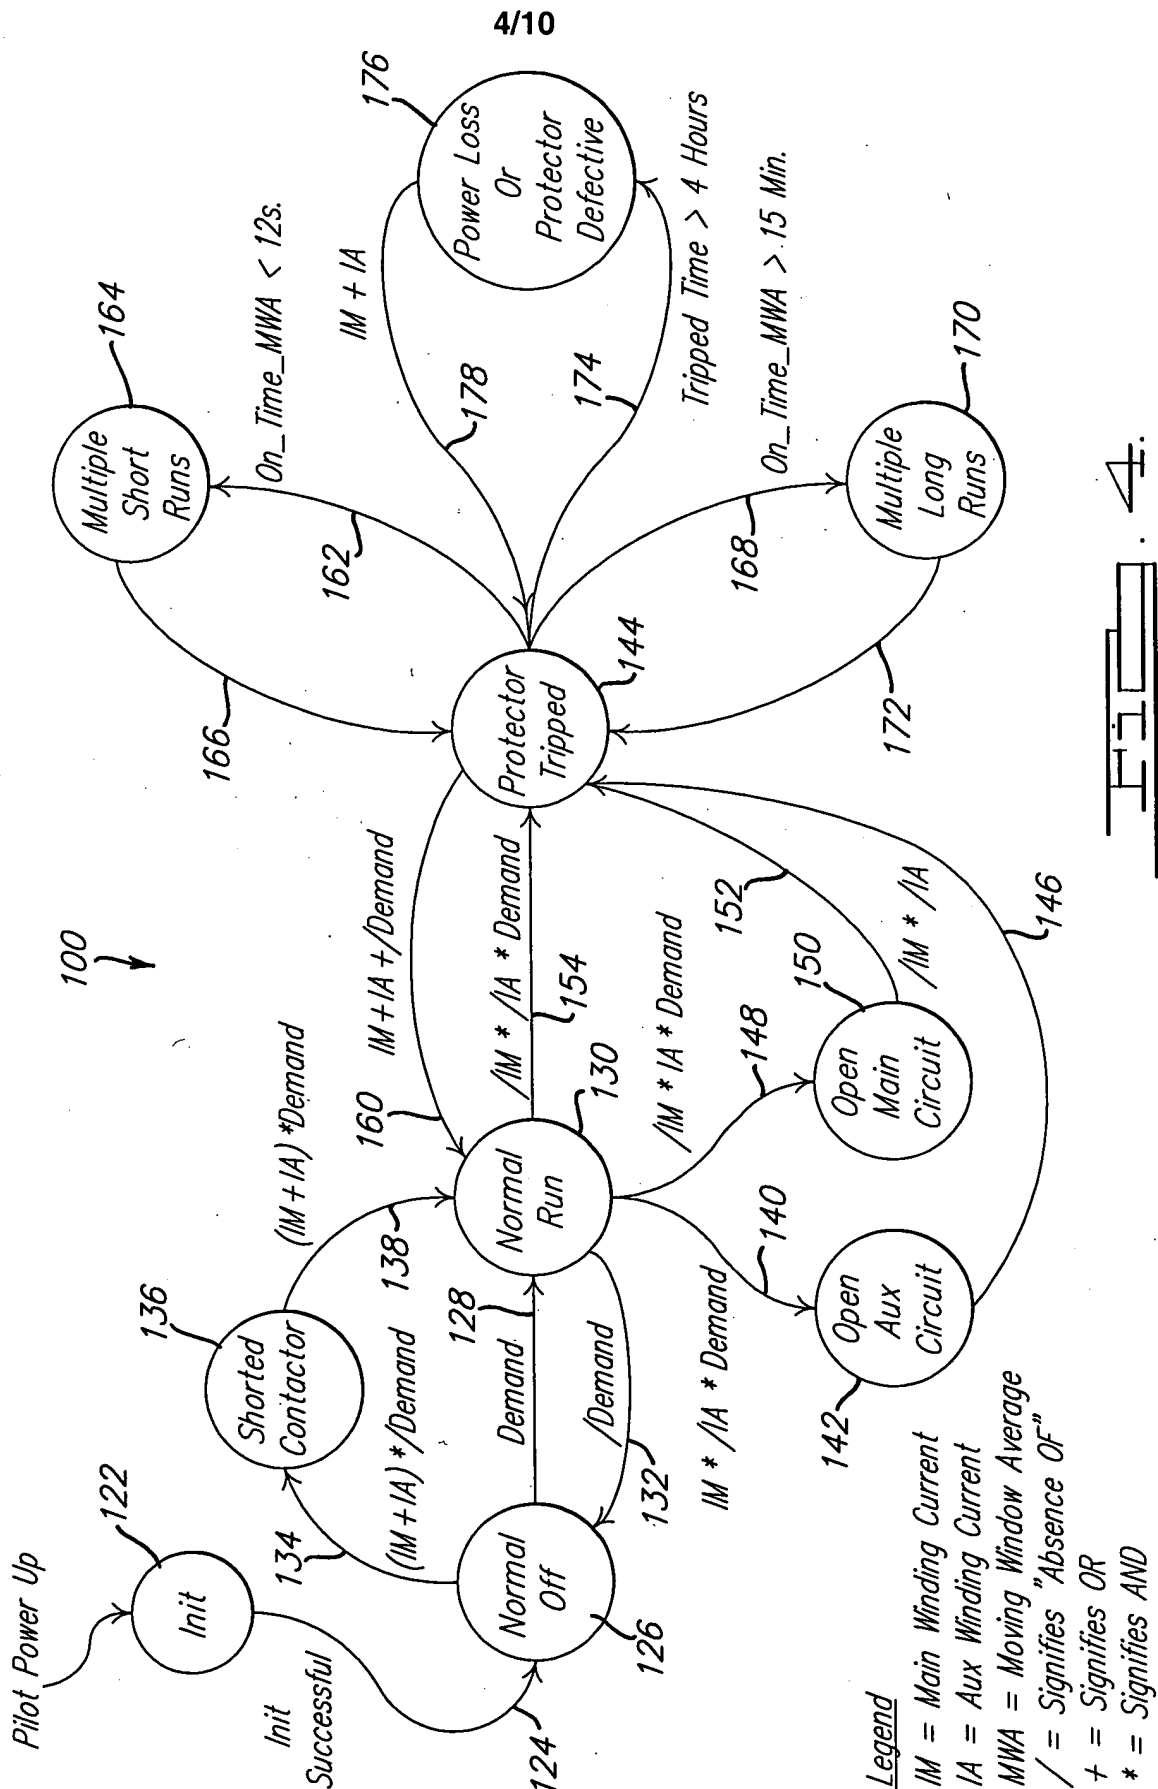 4/10
Pilot Power Up
122
Init
Init
Successful
124
134
136
Shorted
Contactor
(IM+IA) */Demand
138
(IM+IA) *Demand
100
Normal
Off
126
128
Demand
/Demand
132
Normal
Run
130
160
IM+IA+/Demand
/IM * /IA * Demand
154
IM * /IA * Demand
140
/IM * IA * Demand
148
142
Open
Aux
Circuit
150
Open
Main
Circuit
152
/IM * /IA
146
Protector
Tripped
144
166
162
164
Multiple
Short
Runs
On_Time_MWA < 12s.
IM + IA
178
174
176
Power Loss
Or
Protector
Defective
Tripped Time > 4 Hours
On_Time_MWA > 15 Min.
168
170
Multiple
Long
Runs
172
Legend
IM = Main Winding Current
IA = Aux Winding Current
MWA = Moving Window Average
/ = Signifies "Absence OF"
+ = Signifies OR
* = Signifies AND
FIG. 4.